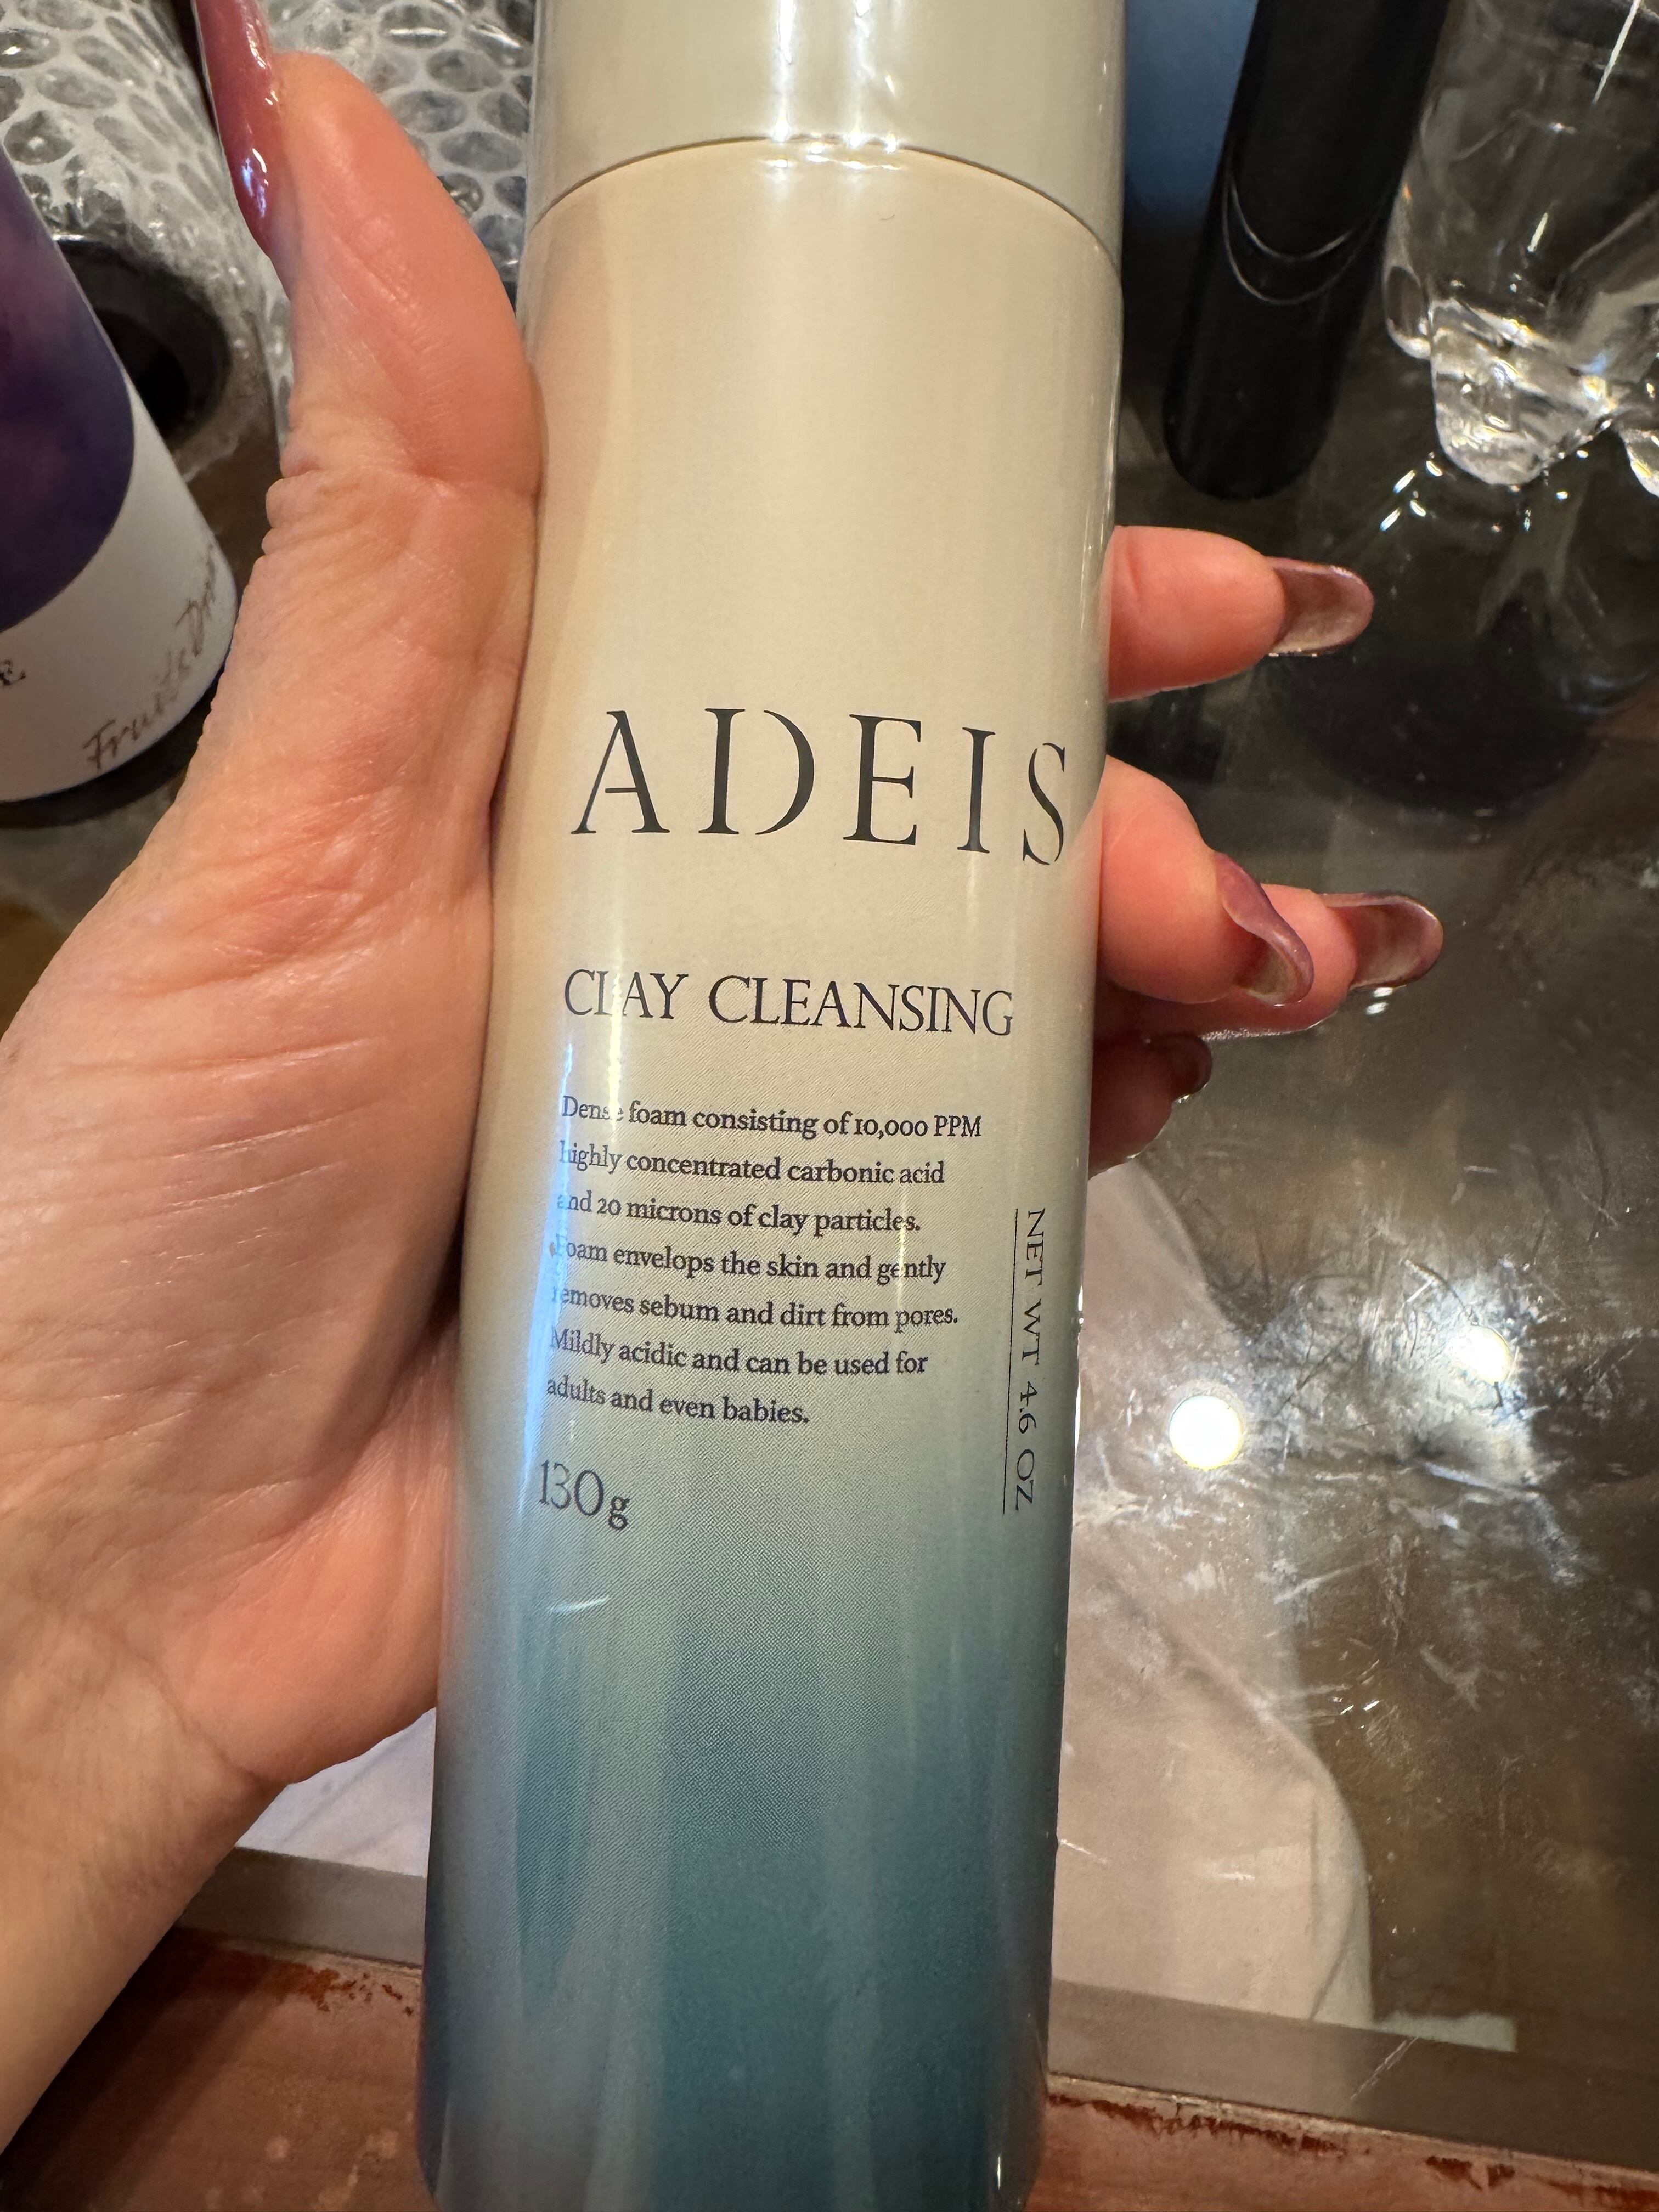 ADEIS
CLAY CLEANSING
Dense foam consisting of 10,000 PPM
highly concentrated carbonic acid
and 20 microns of clay particles.
Foam envelops the skin and gently
removes sebum and dirt from pores.
Mildly acidic and can be used for
adults and even babies.
130g
NET WT 4.6 OZ
Fruits